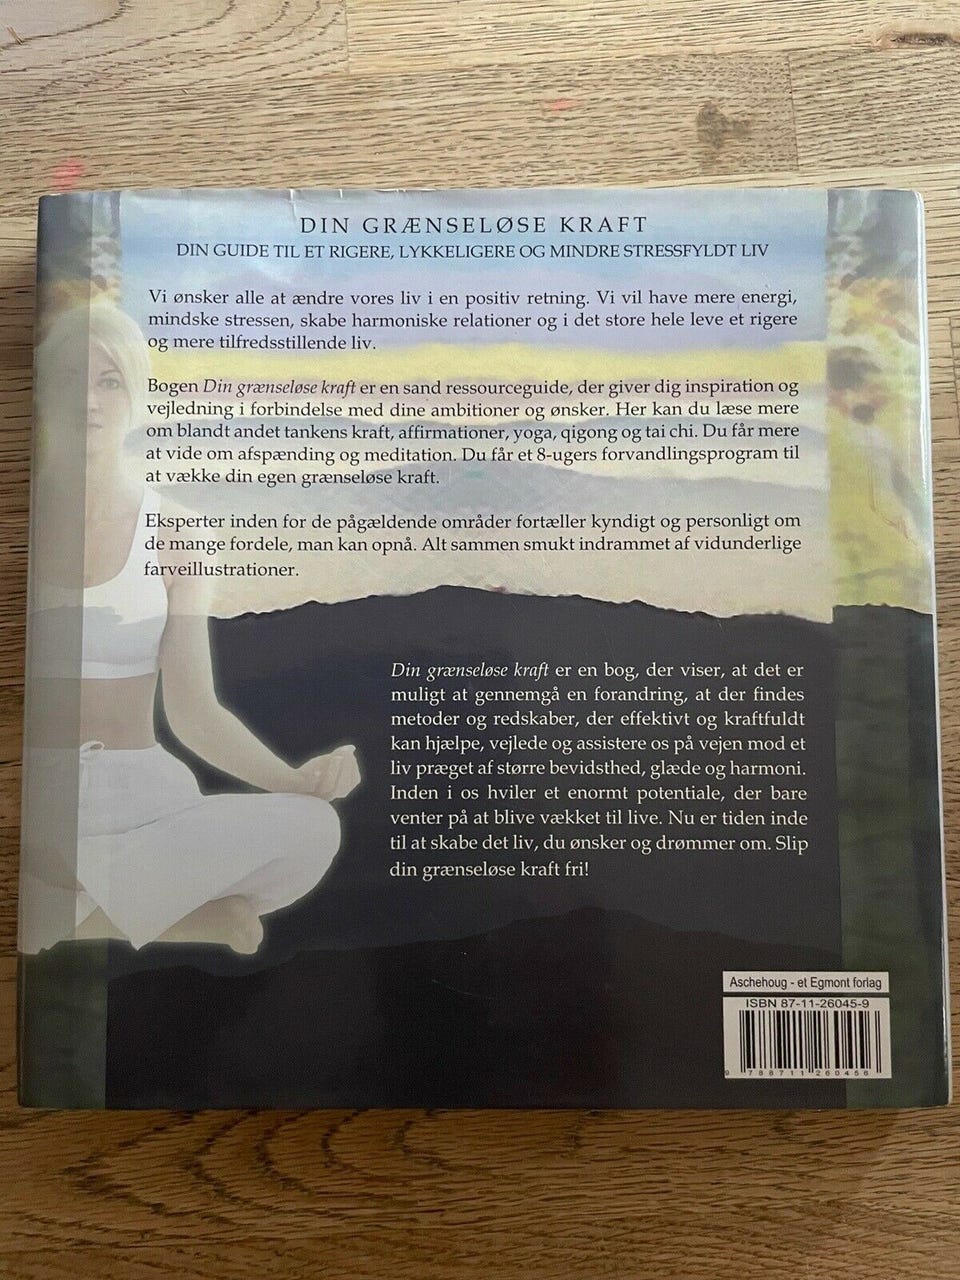 DIN GRÆNSELØSE KRAFT
DIN GUIDE TIL ET RIGERE, LYKKELIGERE OG MINDRE STRESSFYLDT LIV
Vi ønsker alle at ændre vores liv i en positiv retning. Vi vil have mere energi,
mindske stressen, skabe harmoniske relationer og i det store hele leve et rigere
og mere tilfredsstillende liv.
Bogen Din grænseløse kraft er en sand ressourceguide, der giver dig inspiration og
vejledning i forbindelse med dine ambitioner og ønsker. Her kan du læse mere
om blandt andet tankens kraft, affirmationer, yoga, qigong og tai chi. Du får mere
at vide om afspænding og meditation. Du får et 8-ugers forvandlingsprogram til
at vække din egen grænseløse kraft.
Eksperter inden for de pågældende områder fortæller kyndigt og personligt om
de mange fordele, man kan opnå. Alt sammen smukt indrammet af vidunderlige
farveillustrationer.
Din grænseløse kraft er en bog, der viser, at det er
muligt at gennemgå en forandring, at der findes
metoder og redskaber, der effektivt og kraftfuldt
kan hjælpe, vejlede og assistere os på vejen mod et
liv præget af større bevidsthed, glæde og harmoni.
Inden i os hviler et enormt potentiale, der bare
venter på at blive vækket til live. Nu er tiden inde
til at skabe det liv, du ønsker og drømmer om. Slip
din grænseløse kraft fri!
Aschehoug - et Egmont forlag
ISBN 87-11-26045-9
9 788711 260456